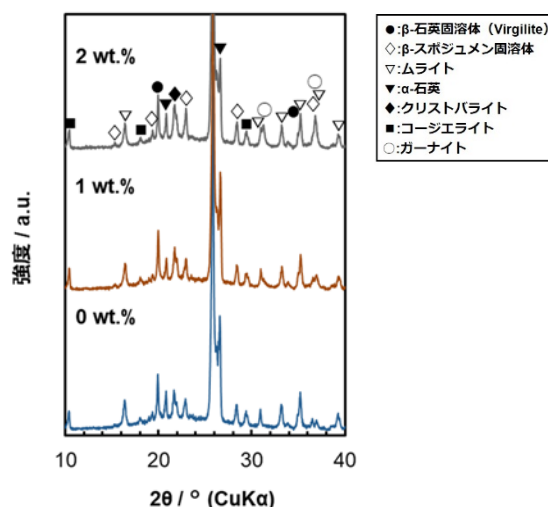 2 wt.%
1 wt.%
0 wt.%
強度 / a.u.
10
20
30
40
2θ / ° (CuKα)
●:β-石英固溶体（Virgilite）
◇:β-スポジュメン固溶体
▽:ムライト
▼:α-石英
◆:クリストバライト
■:コージエライト
○:ガーナイト